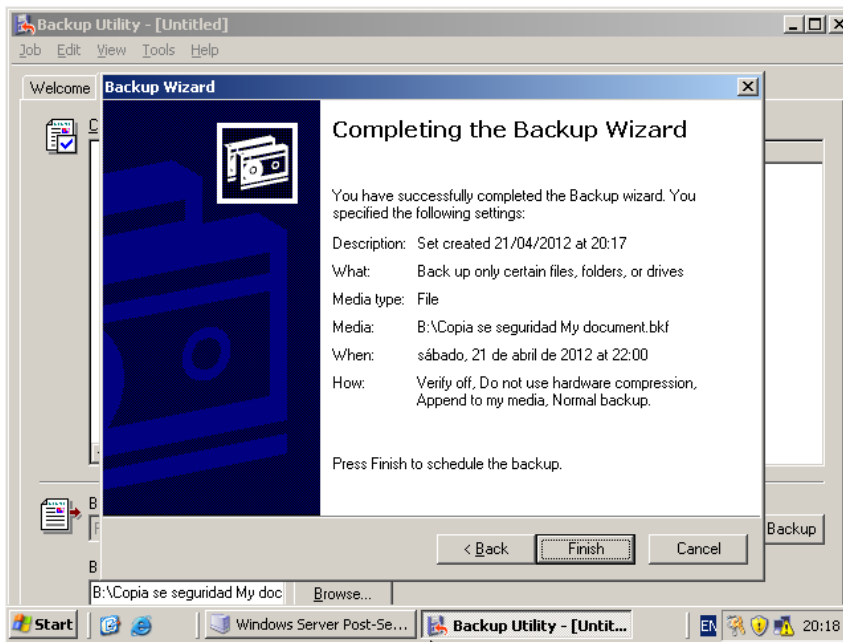 Backup Utility - [Untitled]
Job Edit View Tools Help
Welcome
Backup Wizard
Completing the Backup Wizard
You have successfully completed the Backup wizard. You
specified the following settings:
Description: Set created 21/04/2012 at 20:17
What: Back up only certain files, folders, or drives
Media type: File
Media: B:\Copia se seguridad My document.bkf
When: sábado, 21 de abril de 2012 at 22:00
How: Verify off, Do not use hardware compression,
Append to my media, Normal backup.
Press Finish to schedule the backup.
< Back Finish Cancel
Backup
B:\Copia se seguridad My doc Browse...
Start Windows Server Post-Se... Backup Utility - [Untit... EN 20:18